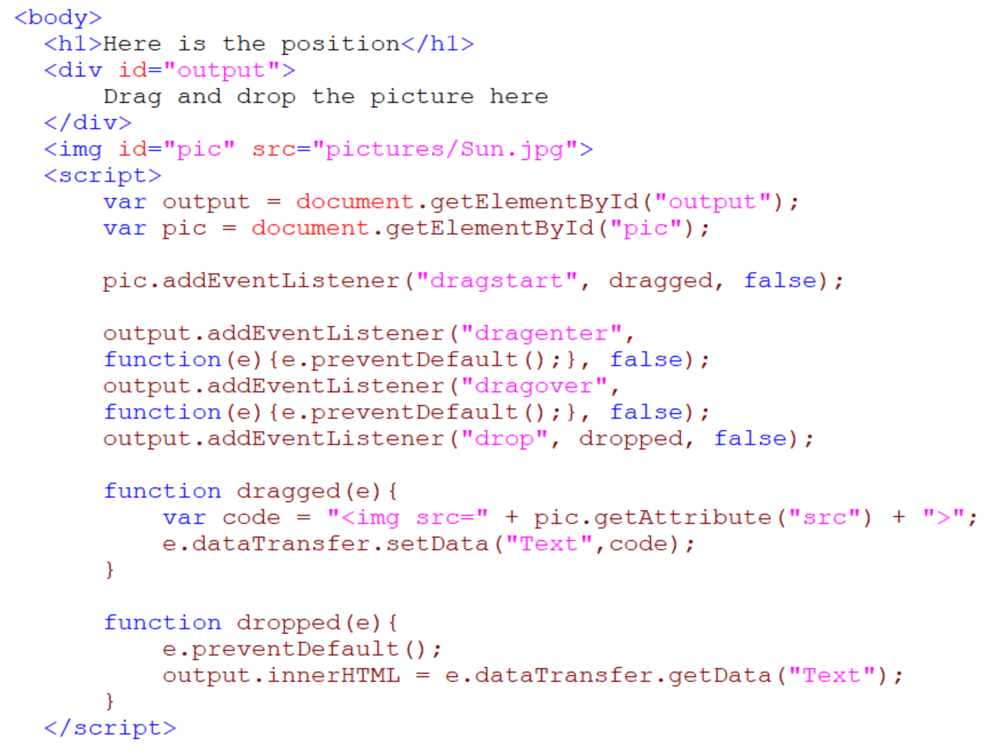 <body>
<h1>Here is the position</h1>
<div id="output">
Drag and drop the picture here
</div>
<img id="pic" src="pictures/Sun.jpg">
<script>
var output = document.getElementById("output");
var pic = document.getElementById("pic");
pic.addEventListener("dragstart", dragged, false);
output.addEventListener("dragenter",
function(e){e.preventDefault();}, false);
output.addEventListener("dragover",
function(e){e.preventDefault();}, false);
output.addEventListener("drop", dropped, false);
function dragged(e){
var code = "<img src=" + pic.getAttribute("src") + ">";
e.dataTransfer.setData("Text",code);
}
function dropped(e){
e.preventDefault();
output.innerHTML = e.dataTransfer.getData("Text");
}
</script>